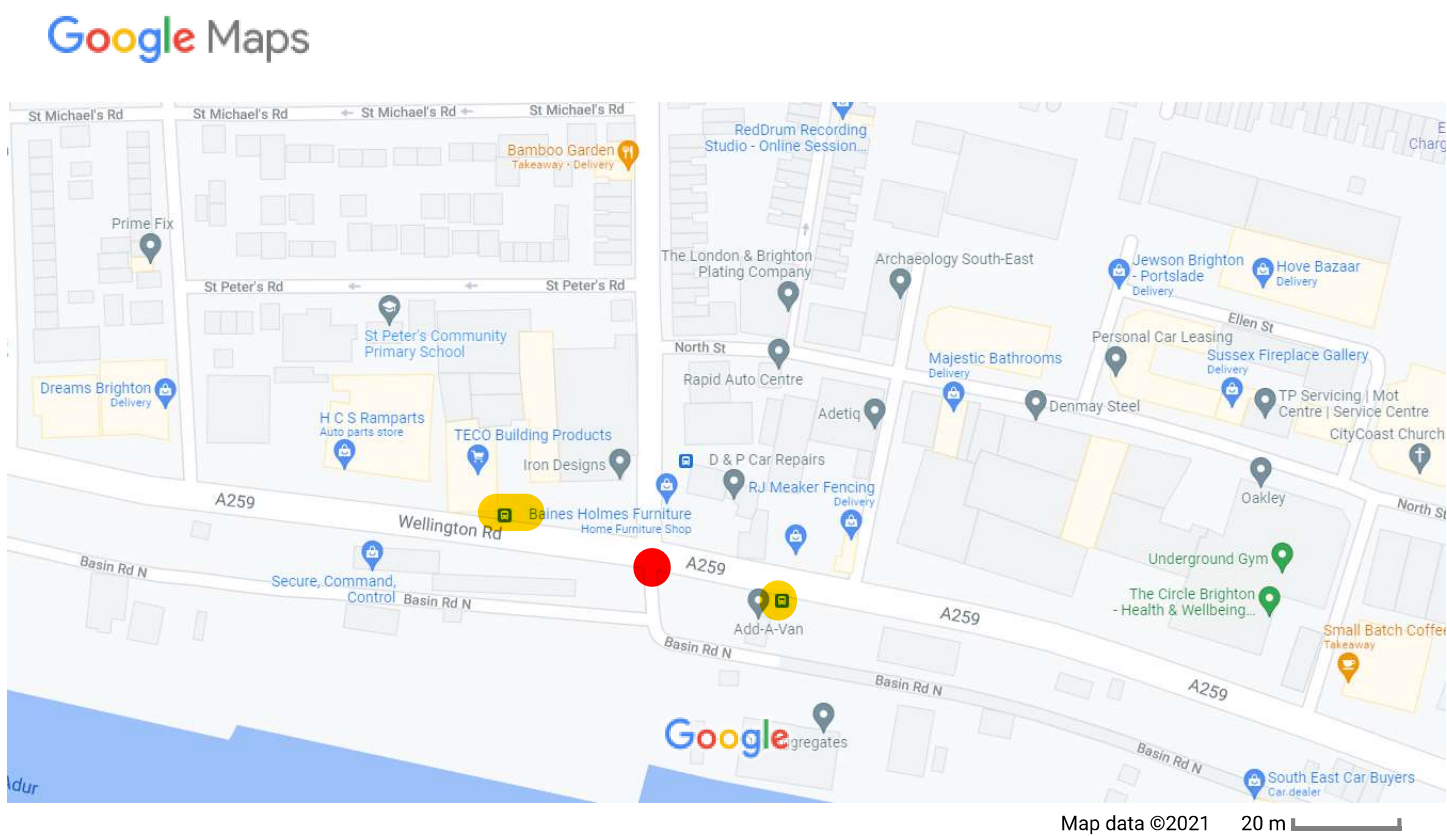 Google Maps
St Michael's Rd
St Michael's Rd
St Michael's Rd
St Michael's Rd
RedDrum Recording
Studio - Online Session...
E
Charg
Bamboo Garden
Takeaway • Delivery
Prime Fix
The London & Brighton
Plating Company
Archaeology South-East
Jewson Brighton
- Portslade
Delivery
Hove Bazaar
Delivery
St Peter's Rd
St Peter's Rd
Ellen St
St Peter's Community
Primary School
North St
Personal Car Leasing
Majestic Bathrooms
Delivery
Sussex Fireplace Gallery
Delivery
Rapid Auto Centre
Dreams Brighton
Delivery
Adetiq
Denmay Steel
TP Servicing | Mot
Centre | Service Centre
H C S Ramparts
Auto parts store
TECO Building Products
CityCoast Church
Iron Designs
D & P Car Repairs
RJ Meaker Fencing
Delivery
Oakley
A259
North St
Baines Holmes Furniture
Home Furniture Shop
Wellington Rd
Underground Gym
Basin Rd N
A259
Secure, Command,
Control
Basin Rd N
The Circle Brighton
- Health & Wellbeing...
A259
Add-A-Van
Small Batch Coffee
Takeaway
Basin Rd N
Basin Rd N
A259
Google
gregates
Basin Rd N
Adur
South East Car Buyers
Car dealer
Map data ©2021
20 m